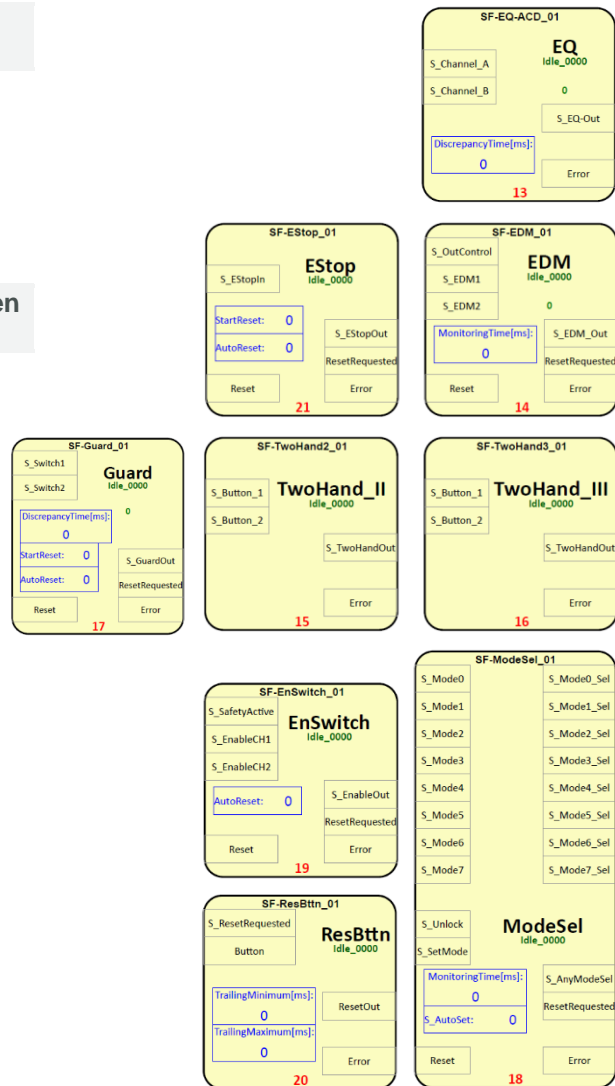 SF-EQ-ACD_01
EQ
Idle_0000
S_Channel_A
S_Channel_B
0
S_EQ-Out
DiscrepancyTime[ms]:
0
Error
13
en
SF-EStop_01
EStop
Idle_0000
S_EStopIn
StartReset: 0
S_EStopOut
AutoReset: 0
ResetRequested
Reset
Error
21
SF-EDM_01
S_OutControl
EDM
Idle_0000
S_EDM1
S_EDM2
0
MonitoringTime[ms]:
0
S_EDM_Out
ResetRequested
Reset
Error
14
SF-Guard_01
S_Switch1
Guard
Idle_0000
S_Switch2
DiscrepancyTime[ms]:
0
0
StartReset: 0
S_GuardOut
AutoReset: 0
ResetRequested
Reset
Error
17
SF-TwoHand2_01
TwoHand_II
Idle_0000
S_Button_1
S_Button_2
S_TwoHandOut
Error
15
SF-TwoHand3_01
TwoHand_III
Idle_0000
S_Button_1
S_Button_2
S_TwoHandOut
Error
16
SF-EnSwitch_01
S_SafetyActive
EnSwitch
Idle_0000
S_EnableCH1
S_EnableCH2
AutoReset: 0
S_EnableOut
ResetRequested
Reset
Error
19
SF-ModeSel_01
S_Mode0
S_Mode0_Sel
S_Mode1
S_Mode1_Sel
S_Mode2
S_Mode2_Sel
S_Mode3
S_Mode3_Sel
S_Mode4
S_Mode4_Sel
S_Mode5
S_Mode5_Sel
S_Mode6
S_Mode6_Sel
S_Mode7
S_Mode7_Sel
S_Unlock
ModeSel
Idle_0000
S_SetMode
MonitoringTime[ms]:
0
S_AnyModeSel
S_AutoSet: 0
ResetRequested
Reset
Error
18
SF-ResBttn_01
S_ResetRequested
ResBttn
Idle_0000
Button
TrailingMinimum[ms]:
0
ResetOut
TrailingMaximum[ms]:
0
Error
20